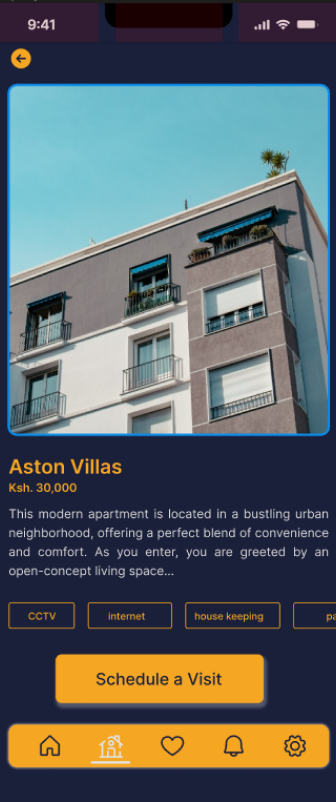 9:41
Aston Villas
Ksh. 30,000
This modern apartment is located in a bustling urban
neighborhood, offering a perfect blend of convenience
and comfort. As you enter, you are greeted by an
open-concept living space...
CCTV
internet
house keeping
pa
Schedule a Visit